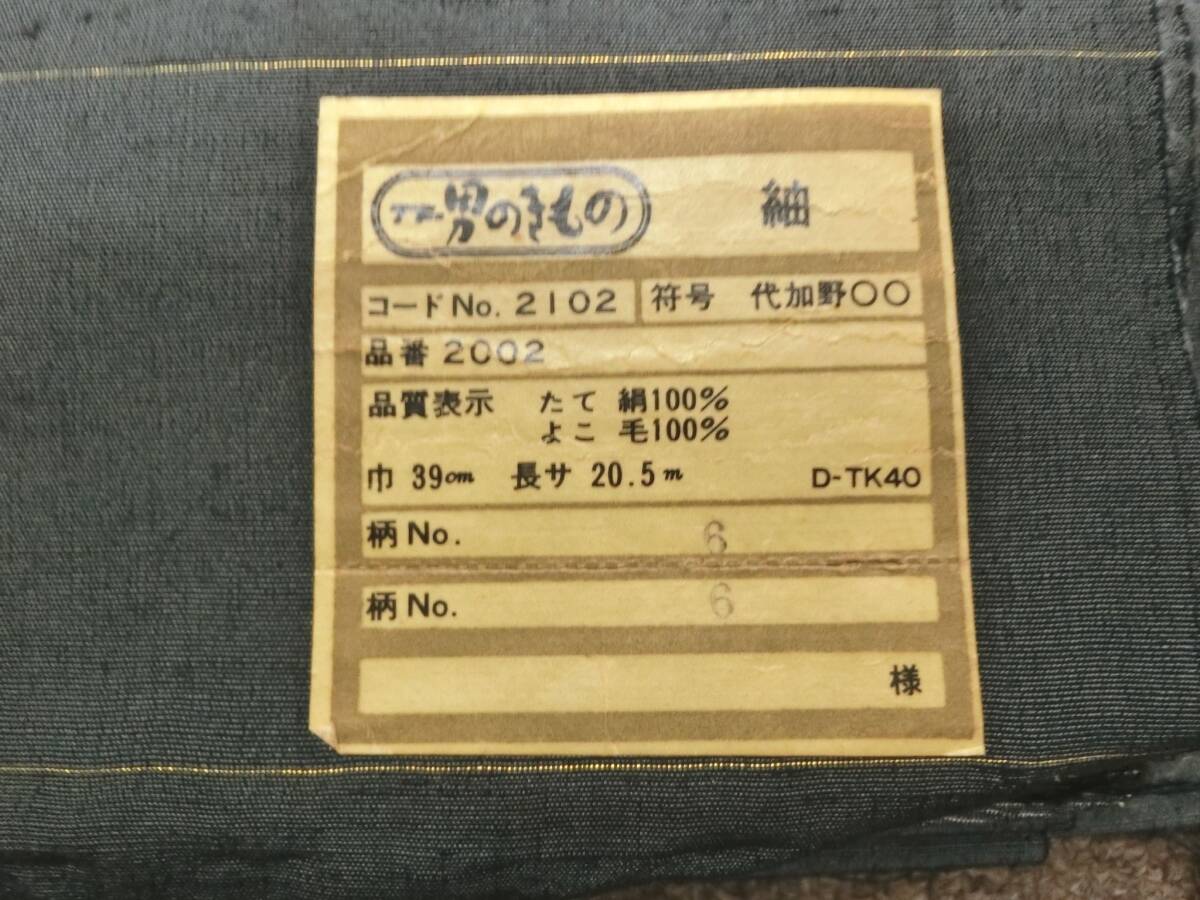 男のきもの
紬
コードNo. 2102 符号 代加野〇〇
品番 2002
品質表示 たて 絹100%
よこ 毛100%
巾 39cm 長サ 20.5m D-TK40
柄No. 6
柄No. 6
様